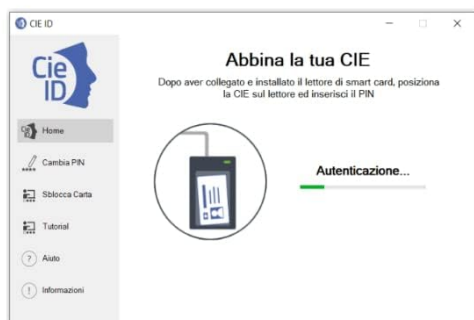 CIE ID
Cie
ID
Home
Cambia PIN
Sblocca Carta
Tutorial
Aiuto
Informazioni
Abbina la tua CIE
Dopo aver collegato e installato il lettore di smart card, posiziona
la CIE sul lettore ed inserisci il PIN
Autenticazione...